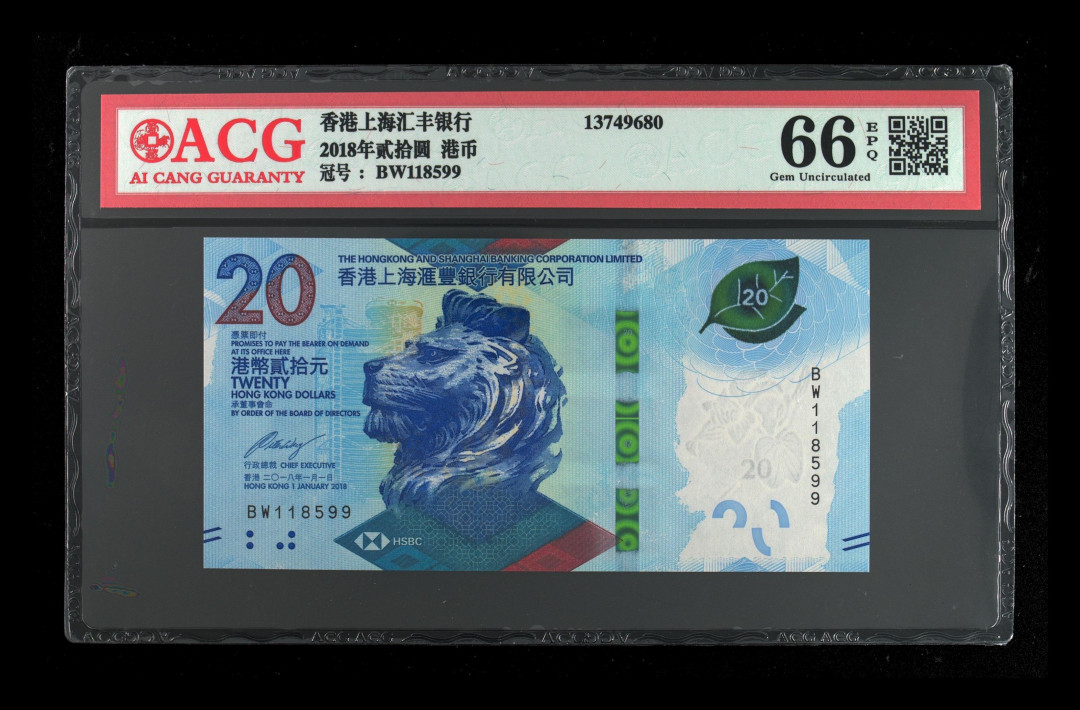 ACG
AI CANG GUARANTY
香港上海汇丰银行
2018年贰拾圆 港币
冠号：BW118599
13749680
66
EPQ
Gem Uncirculated
20
THE HONGKONG AND SHANGHAI BANKING CORPORATION LIMITED
香港上海滙豐銀行有限公司
憑票即付
PROMISES TO PAY THE BEARER ON DEMAND
AT ITS OFFICE HERE
港幣貳拾元
TWENTY
HONG KONG DOLLARS
承董事會命
BY ORDER OF THE BOARD OF DIRECTORS
行政總裁 CHIEF EXECUTIVE
香港 二〇一八年一月一日
HONG KONG 1 JANUARY 2018
BW118599
HSBC
20
BW118599
20
20